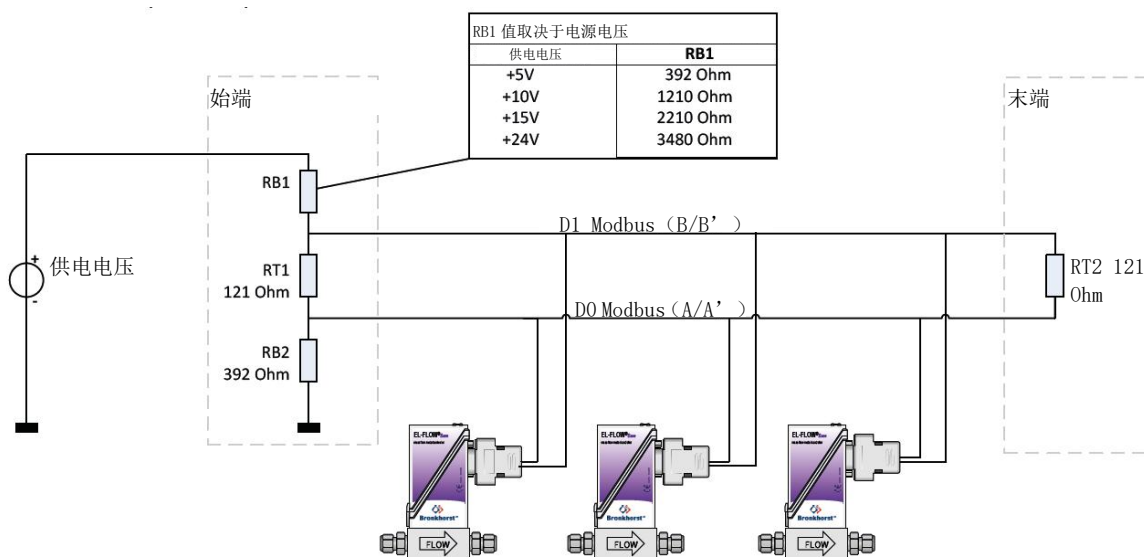 RB1 值取决于电源电压
供电电压 RB1
+5V 392 Ohm
+10V 1210 Ohm
+15V 2210 Ohm
+24V 3480 Ohm
始端
末端
RB1
D1 Modbus（B/B’）
+
供电电压
-
RT1
121 Ohm
RT2 121
Ohm
D0 Modbus（A/A’）
RB2
392 Ohm
EL-FLOW®
Bronkhorst
FLOW
EL-FLOW®
Bronkhorst
FLOW
EL-FLOW®
Bronkhorst
FLOW